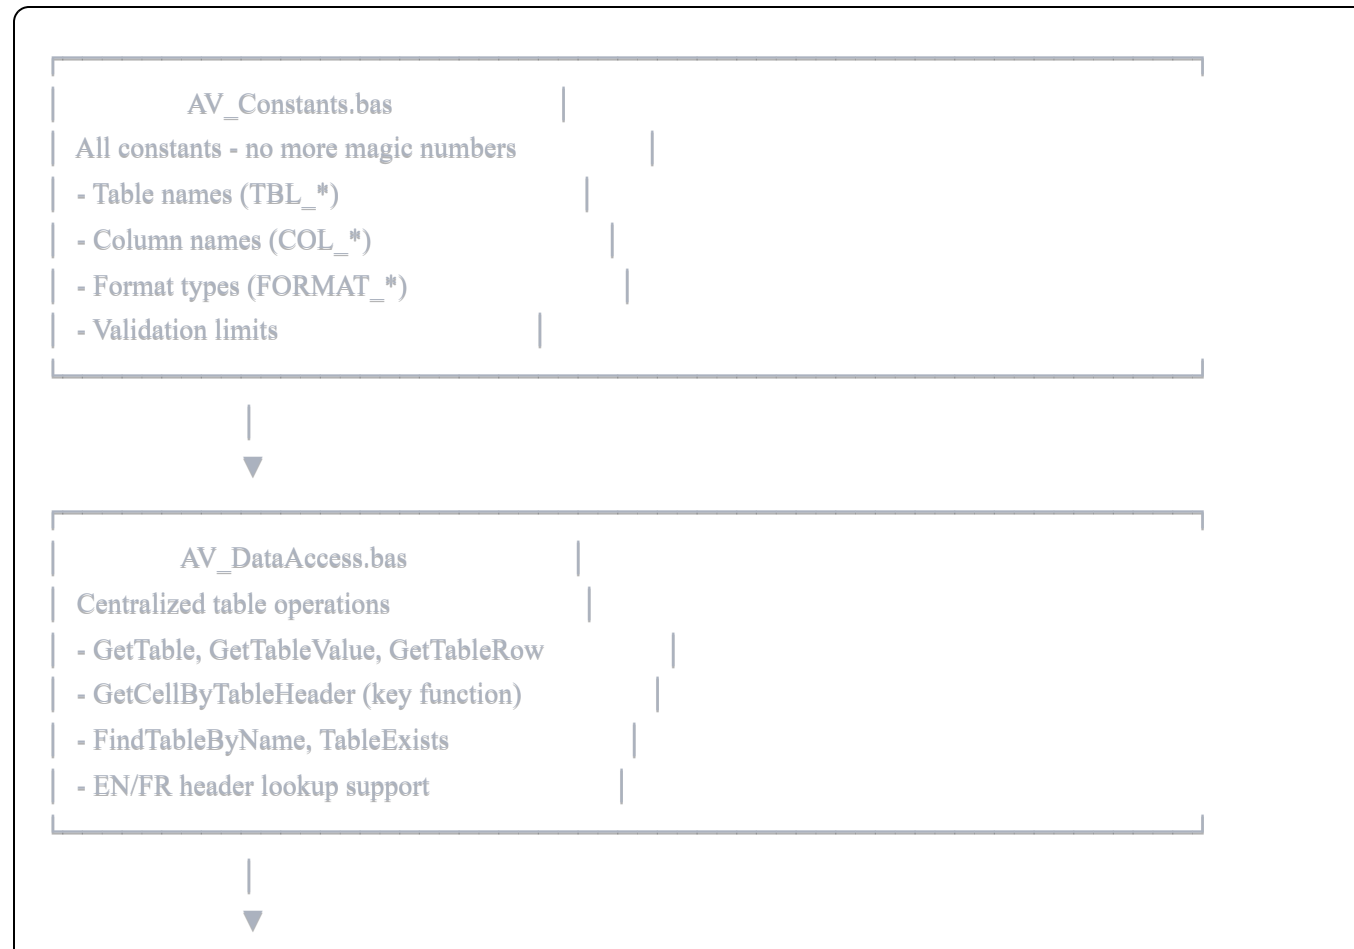 AV_Constants.bas
All constants - no more magic numbers
- Table names (TBL_*)
- Column names (COL_*)
- Format types (FORMAT_*)
- Validation limits
AV_DataAccess.bas
Centralized table operations
- GetTable, GetTableValue, GetTableRow
- GetCellByTableHeader (key function)
- FindTableByName, TableExists
- EN/FR header lookup support